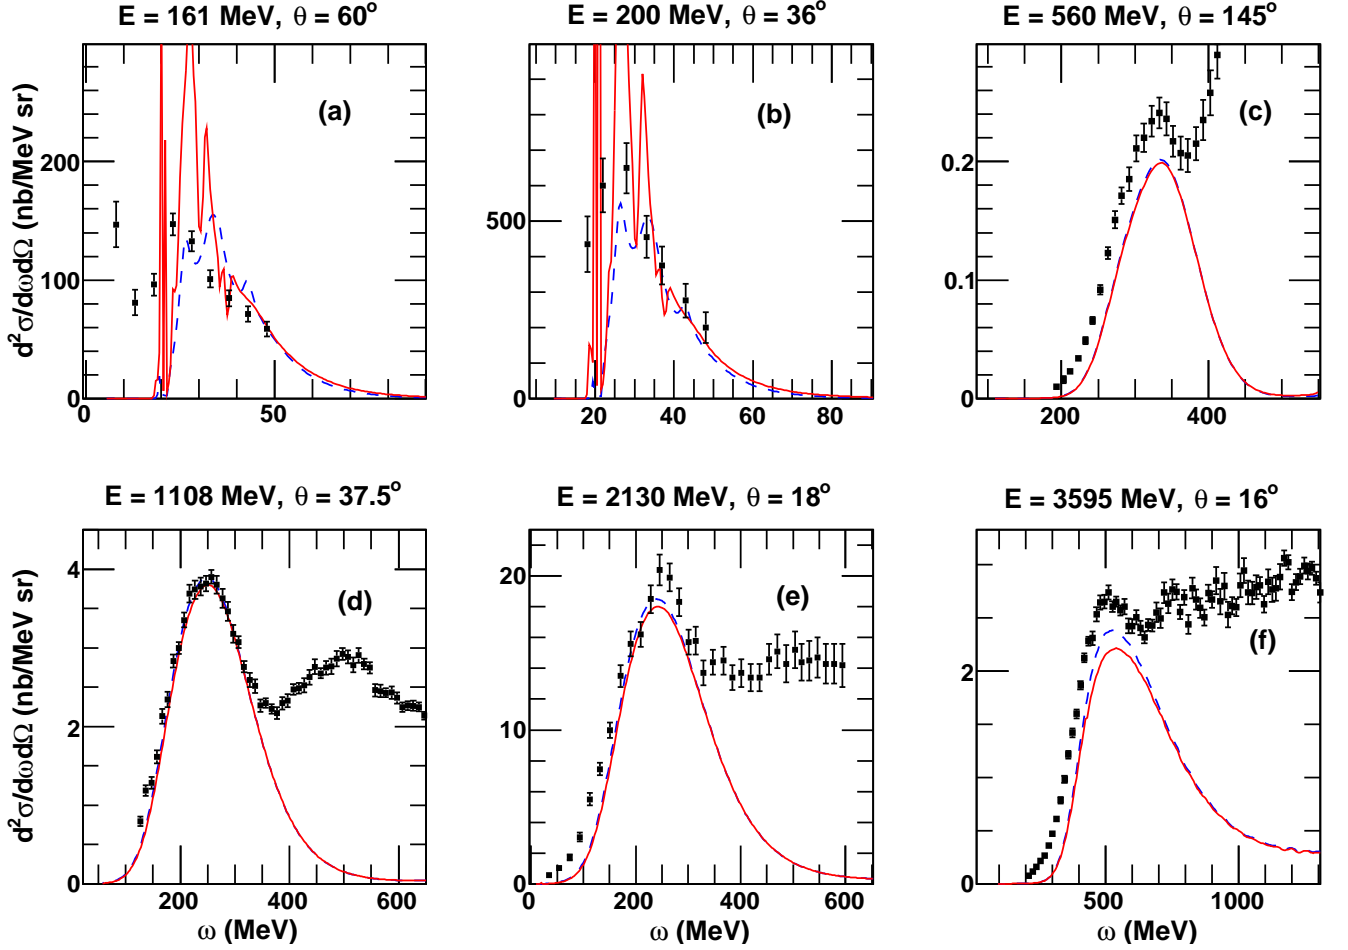 E = 161 MeV, θ = 60°
E = 200 MeV, θ = 36°
E = 560 MeV, θ = 145°
d²σ/dωdΩ (nb/MeV sr)
(a)
(b)
(c)
200
100
0
500
0
0.2
0.1
0
0 50
20 40 60 80
200 400
E = 1108 MeV, θ = 37.5°
E = 2130 MeV, θ = 18°
E = 3595 MeV, θ = 16°
d²σ/dωdΩ (nb/MeV sr)
(d)
(e)
(f)
4
2
0
20
10
0
2
0
200 400 600
0 200 400 600
500 1000
ω (MeV)
ω (MeV)
ω (MeV)